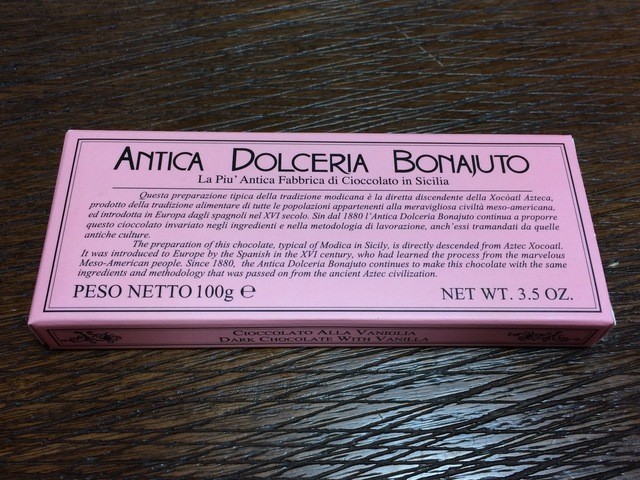 ANTICA DOLCERIA BONAJUTO
La Piu' Antica Fabbrica di Cioccolato in Sicilia
Questa preparazione tipica della tradizione modicana è la diretta discendente della Xocòatl Azteca,
prodotto della tradizione alimentare di tutte le popolazioni appartenenti alla meravigliosa civiltà meso-americana,
ed introdotta in Europa dagli spagnoli nel XVI secolo. Sin dal 1880 l'Antica Dolceria Bonajuto continua a proporre
questo cioccolato invariato negli ingredienti e nella metodologia di lavorazione, anch'essi tramandati da quelle
antiche culture.
The preparation of this chocolate, typical of Modica in Sicily, is directly descended from Aztec Xocoatl.
It was introduced to Europe by the Spanish in the XVI century, who had learned the process from the marvelous
Meso-American people. Since 1880, the Antica Dolceria Bonajuto continues to make this chocolate with the same
ingredients and methodology that was passed on from the ancient Aztec civilization.
PESO NETTO 100g ℮
NET WT. 3.5 OZ.
CIOCCOLATO ALLA VANIGLIA
DARK CHOCOLATE WITH VANILLA